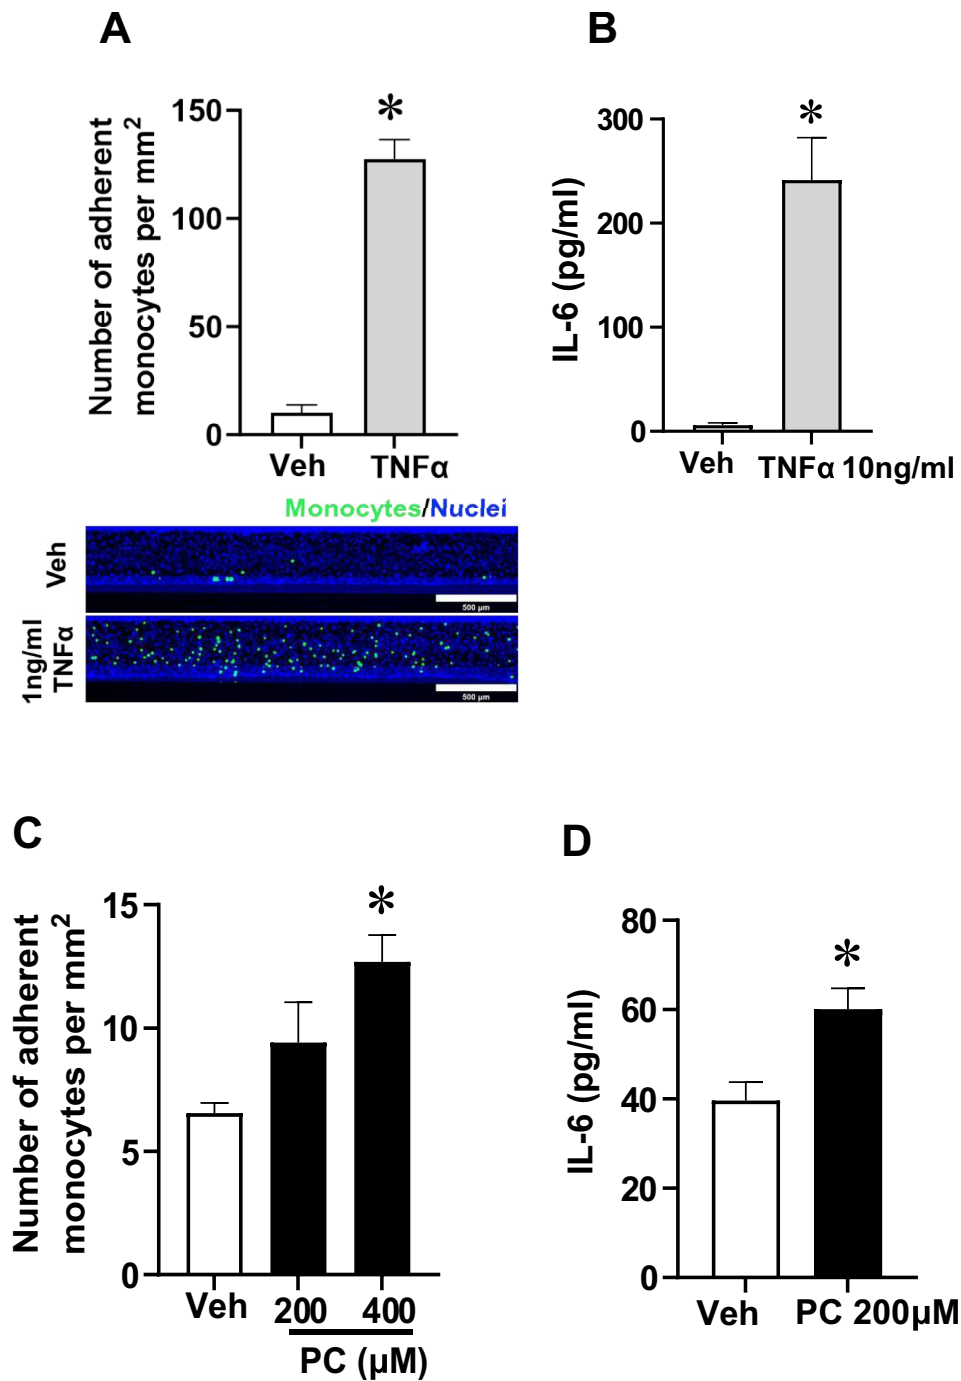 A
B
Number of adherent
monocytes per mm2
150
100
50
0
*
Veh
TNFα
IL-6 (pg/ml)
300
200
100
0
*
Veh
TNFα 10ng/ml
Monocytes/Nuclei
Veh
500 µm
1ng/ml
TNFα
500 µm
C
D
Number of adherent
monocytes per mm2
15
10
5
0
*
Veh
200
400
PC (µM)
IL-6 (pg/ml)
80
60
40
20
0
*
Veh
PC 200µM